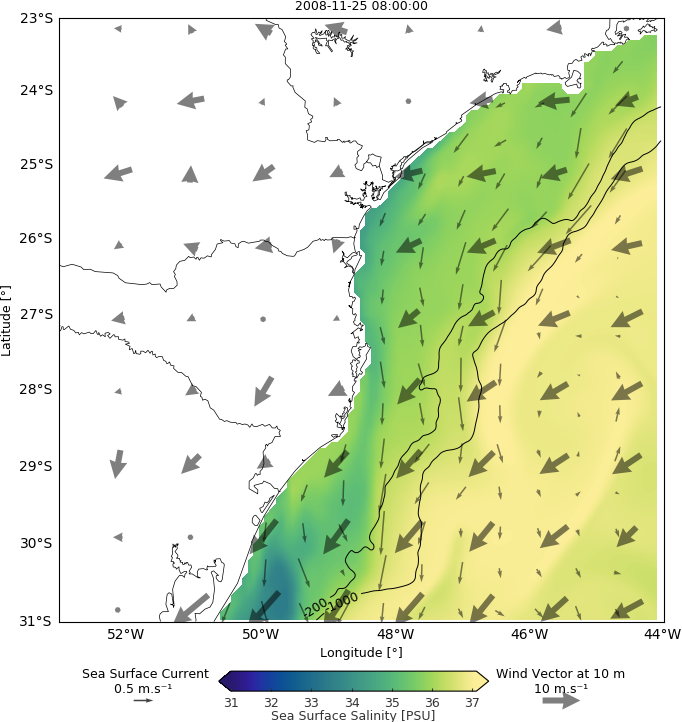 2008-11-25 08:00:00
23°S
24°S
25°S
26°S
27°S
28°S
29°S
30°S
31°S
Latitude [°]
200
1000
52°W 50°W 48°W 46°W 44°W
Longitude [°]
Sea Surface Current
0.5 m.s⁻¹
31 32 33 34 35 36 37
Sea Surface Salinity [PSU]
Wind Vector at 10 m
10 m.s⁻¹